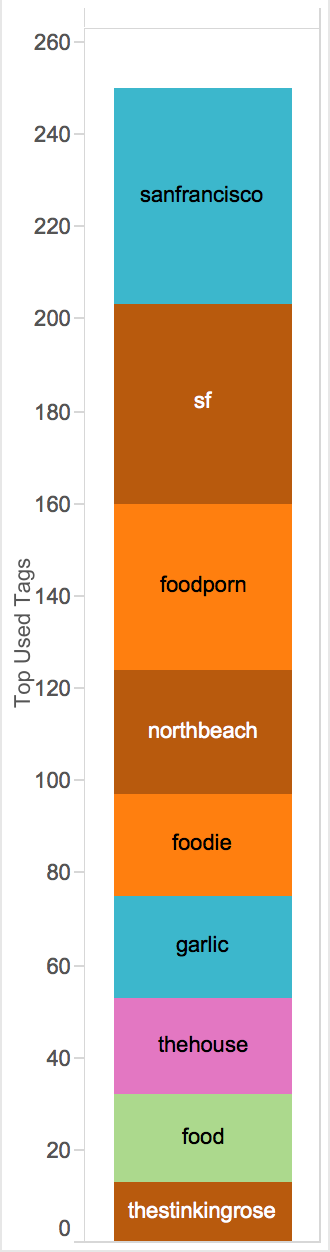 260
240
220
200
180
160
140
120
100
80
60
40
20
0
Top Used Tags
sanfrancisco
sf
foodporn
northbeach
foodie
garlic
thehouse
food
thestinkingrose